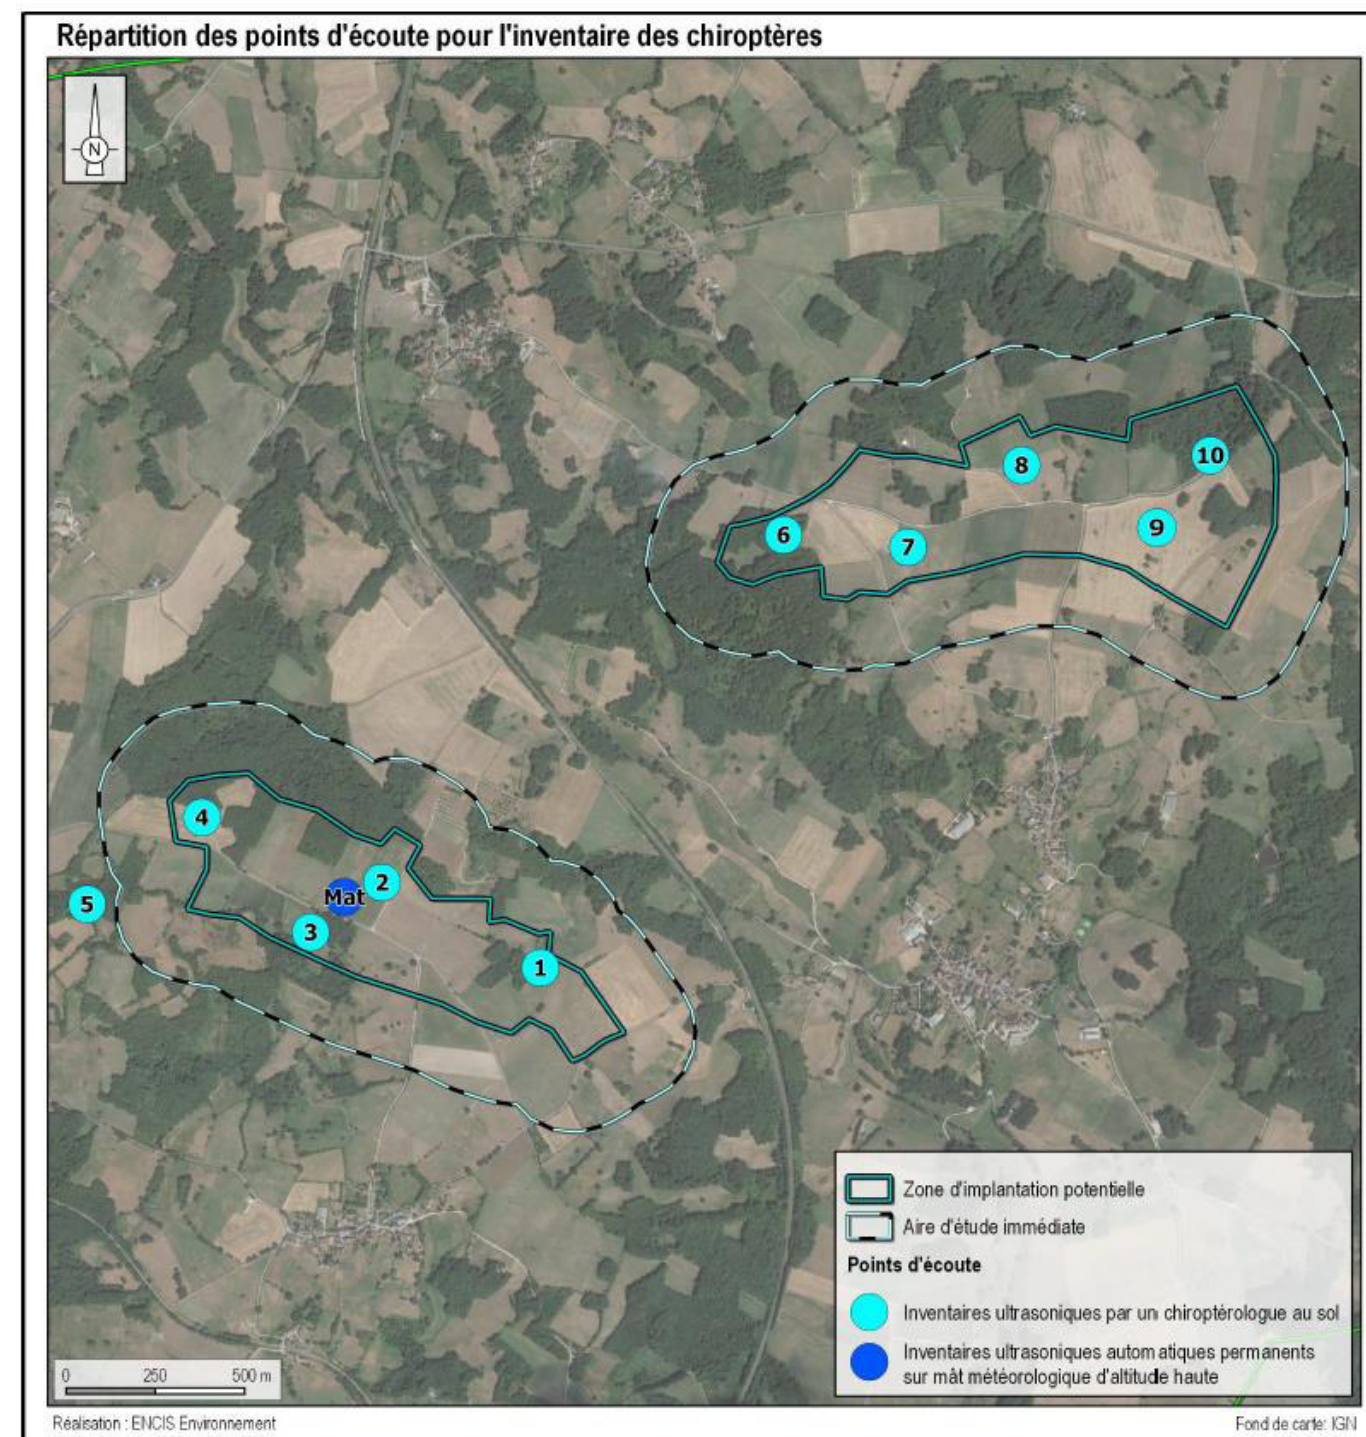 Répartition des points d'écoute pour l'inventaire des chiroptères
N
8
10
6
7
9
4
2
Mat
5
3
1
Zone d'implantation potentielle
Aire d'étude immédiate
Points d'écoute
Inventaires ultrasoniques par un chiroptérologue au sol
Inventaires ultrasoniques automatiques permanents
sur mât météorologique d'altitude haute
0 250 500 m
Réalisation : ENCIS Environnement
Fond de carte: IGN